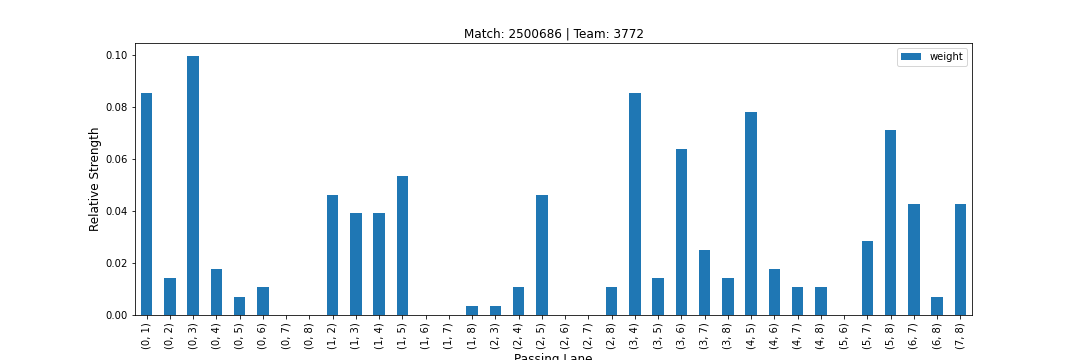 Match: 2500686 | Team: 3772
weight
Relative Strength
0.10
0.08
0.06
0.04
0.02
0.00
(0, 1) (0, 2) (0, 3) (0, 4) (0, 5) (0, 6) (0, 7) (0, 8) (1, 2) (1, 3) (1, 4) (1, 5) (1, 6) (1, 7) (1, 8) (2, 3) (2, 4) (2, 5) (2, 6) (2, 7) (2, 8) (3, 4) (3, 5) (3, 6) (3, 7) (3, 8) (4, 5) (4, 6) (4, 7) (4, 8) (5, 6) (5, 7) (5, 8) (6, 7) (6, 8) (7, 8)
Passing Lane